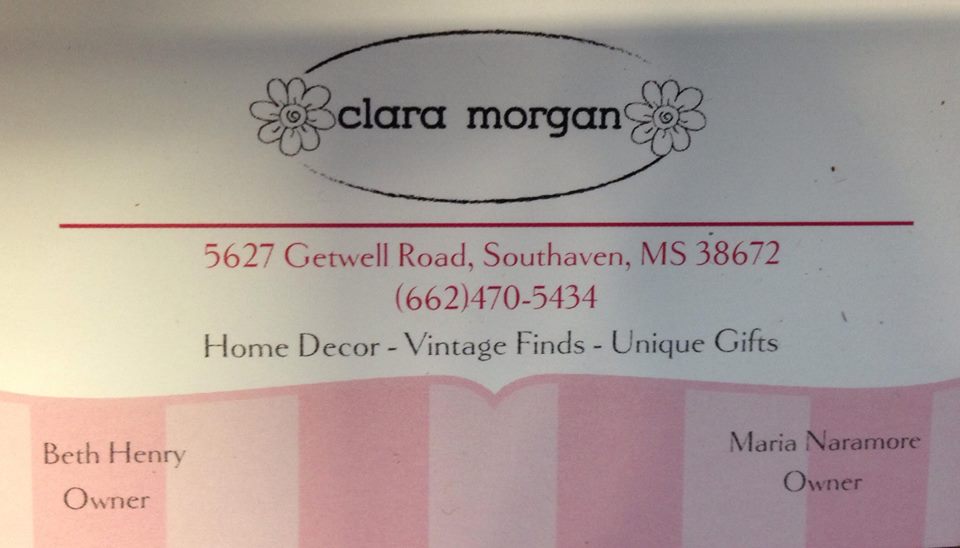 clara morgan
5627 Getwell Road, Southaven, MS 38672
(662)470-5434
Home Decor - Vintage Finds - Unique Gifts
Beth Henry
Owner
Maria Naramore
Owner